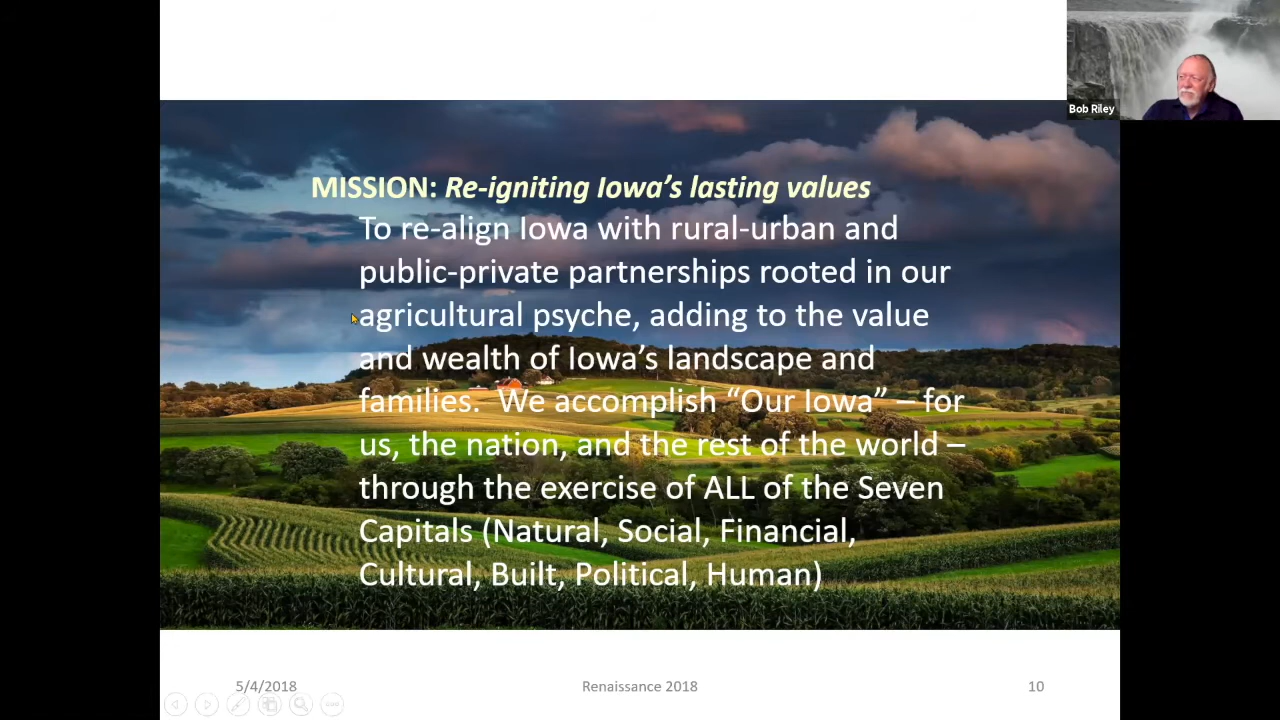 Bob Riley
MISSION: Re-igniting Iowa’s lasting values
To re-align Iowa with rural-urban and
public-private partnerships rooted in our
agricultural psyche, adding to the value
and wealth of Iowa’s landscape and
families.  We accomplish “Our Iowa” – for
us, the nation, and the rest of the world –
through the exercise of ALL of the Seven
Capitals (Natural, Social, Financial,
Cultural, Built, Political, Human)
5/4/2018
Renaissance 2018
10